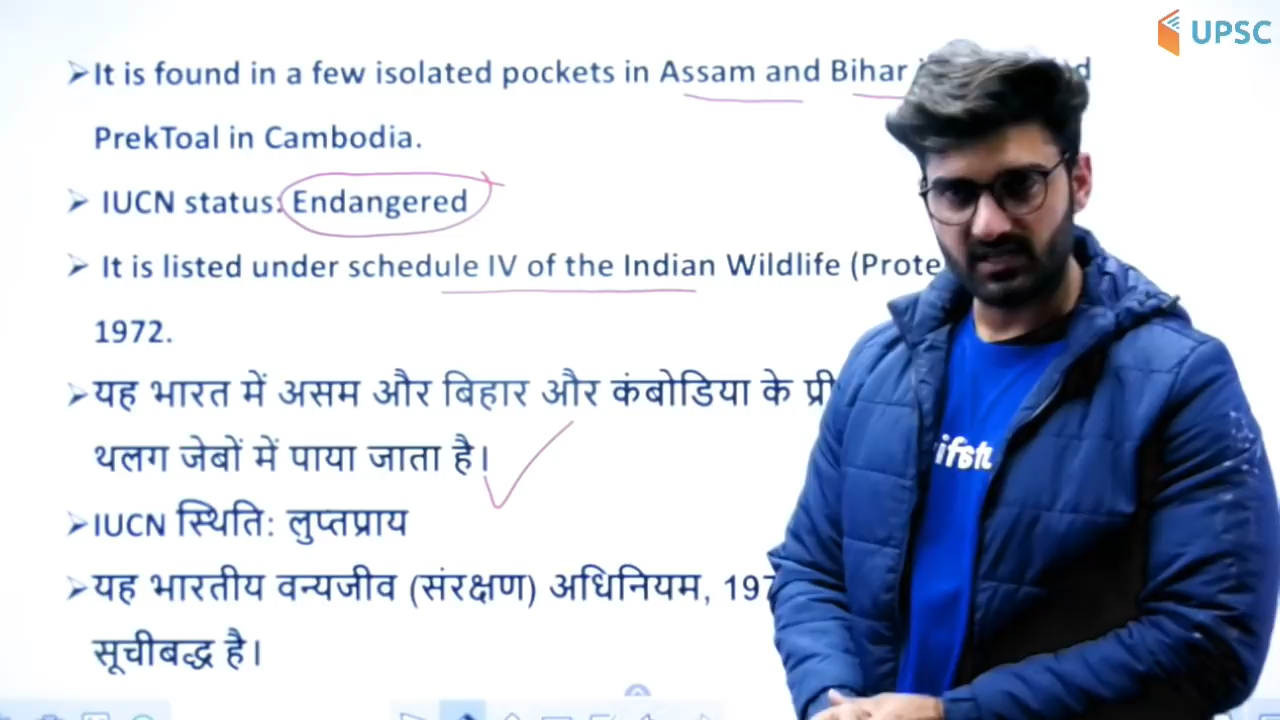 UPSC
➢It is found in a few isolated pockets in Assam and Bihar
PrekToal in Cambodia.
➢ IUCN status: Endangered
➢ It is listed under schedule IV of the Indian Wildlife (Prote
1972.
➢यह भारत में असम और बिहार और कंबोडिया के प्री
थलग जेबों में पाया जाता है।
➢IUCN स्थिति: लुप्तप्राय
➢यह भारतीय वन्यजीव (संरक्षण) अधिनियम, 197
सूचीबद्ध है।